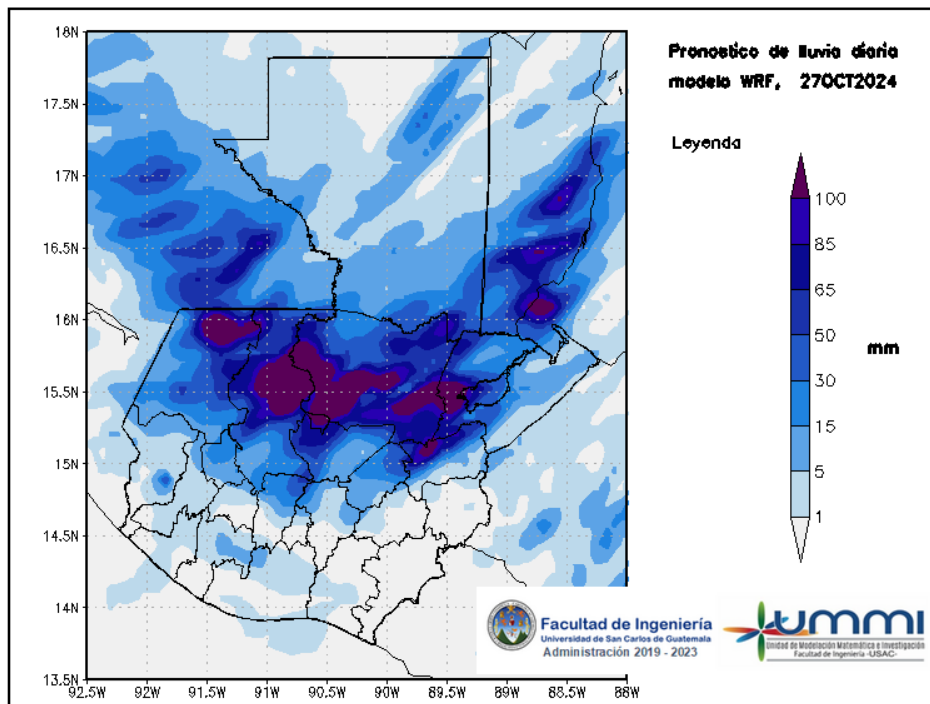 Pronostico de lluvia diaria
modelo WRF, 27OCT2024
Leyenda
100
85
65
50
30
15
5
1
mm
18N
17.5N
17N
16.5N
16N
15.5N
15N
14.5N
14N
13.5N
92.5W 92W 91.5W 91W 90.5W 90W 89.5W 89W 88.5W 88W
Facultad de Ingeniería
Universidad de San Carlos de Guatemala
Administración 2019 - 2023
ummi
Unidad de Modelación Matemática e Investigación
Facultad de Ingeniería -USAC-